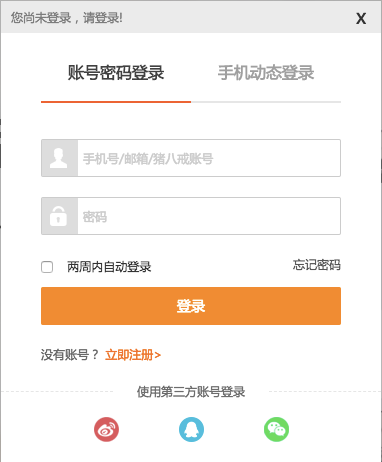 您尚未登录，请登录!
X
账号密码登录 手机动态登录
手机号/邮箱/猪八戒账号
密码
两周内自动登录 忘记密码
登录
没有账号？ 立即注册>
使用第三方账号登录